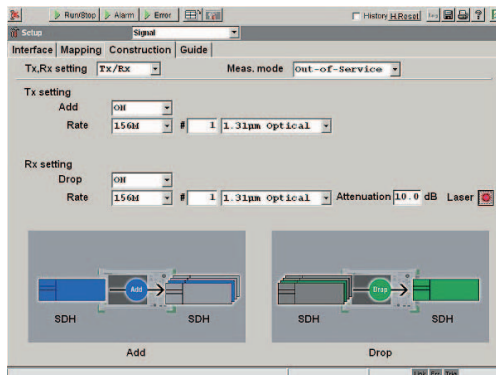 Run/Stop Alarm Error History H.Reset
Setup Signal
Interface Mapping Construction Guide
Tx,Rx setting Tx/Rx Meas. mode Out-of-Service
Tx setting
Add ON
Rate 156M # 1 1.31µm Optical
Rx setting
Drop ON
Rate 156M # 1 1.31µm Optical Attenuation 10.0 dB Laser
Add Drop
SDH SDH SDH SDH
Add Drop